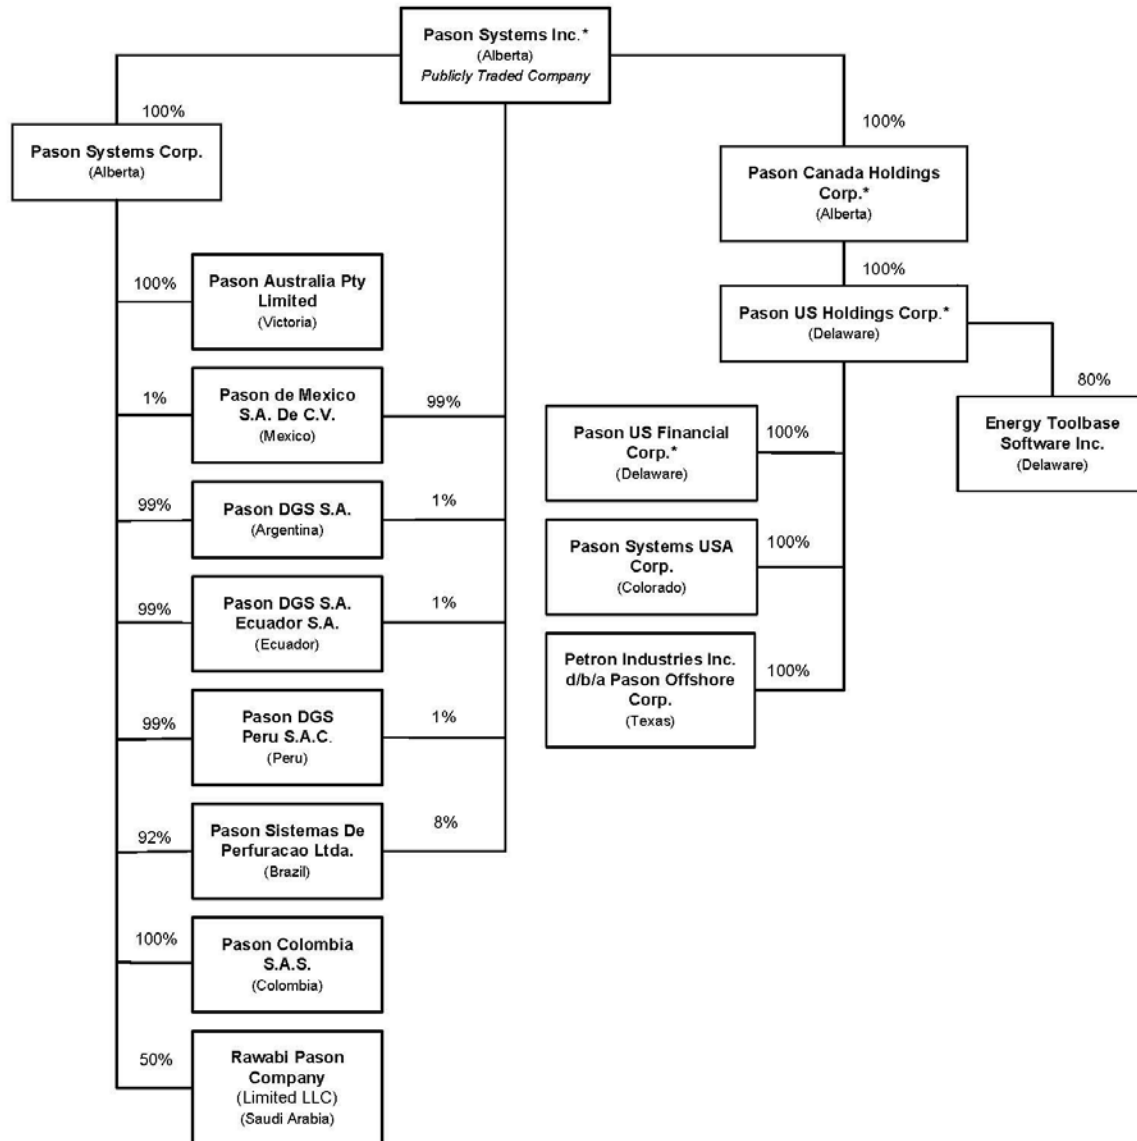 Pason Systems Inc.*
(Alberta)
Publicly Traded Company
100%
Pason Systems Corp.
(Alberta)
100%
Pason Canada Holdings
Corp.*
(Alberta)
100%
Pason US Holdings Corp.*
(Delaware)
80%
Energy Toolbase
Software Inc.
(Delaware)
100%
Pason Australia Pty
Limited
(Victoria)
1%
Pason de Mexico
S.A. De C.V.
(Mexico)
99%
99%
Pason DGS S.A.
(Argentina)
1%
99%
Pason DGS S.A.
Ecuador S.A.
(Ecuador)
1%
99%
Pason DGS
Peru S.A.C.
(Peru)
1%
92%
Pason Sistemas De
Perfuracao Ltda.
(Brazil)
8%
100%
Pason Colombia
S.A.S.
(Colombia)
50%
Rawabi Pason
Company
(Limited LLC)
(Saudi Arabia)
Pason US Financial
Corp.*
(Delaware)
100%
Pason Systems USA
Corp.
(Colorado)
100%
Petron Industries Inc.
d/b/a Pason Offshore
Corp.
(Texas)
100%